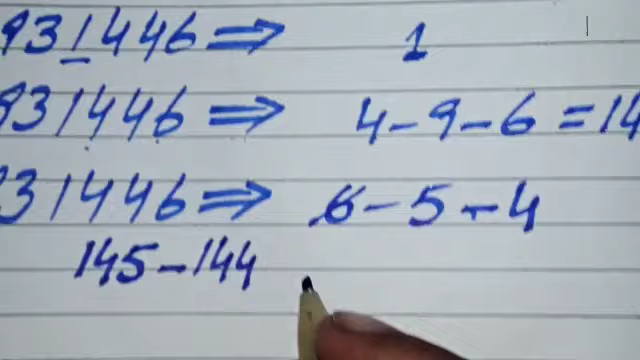 931446 ⇒ 1
931446 ⇒ 4-9-6=14
31446 ⇒ 6-5-4
145-144